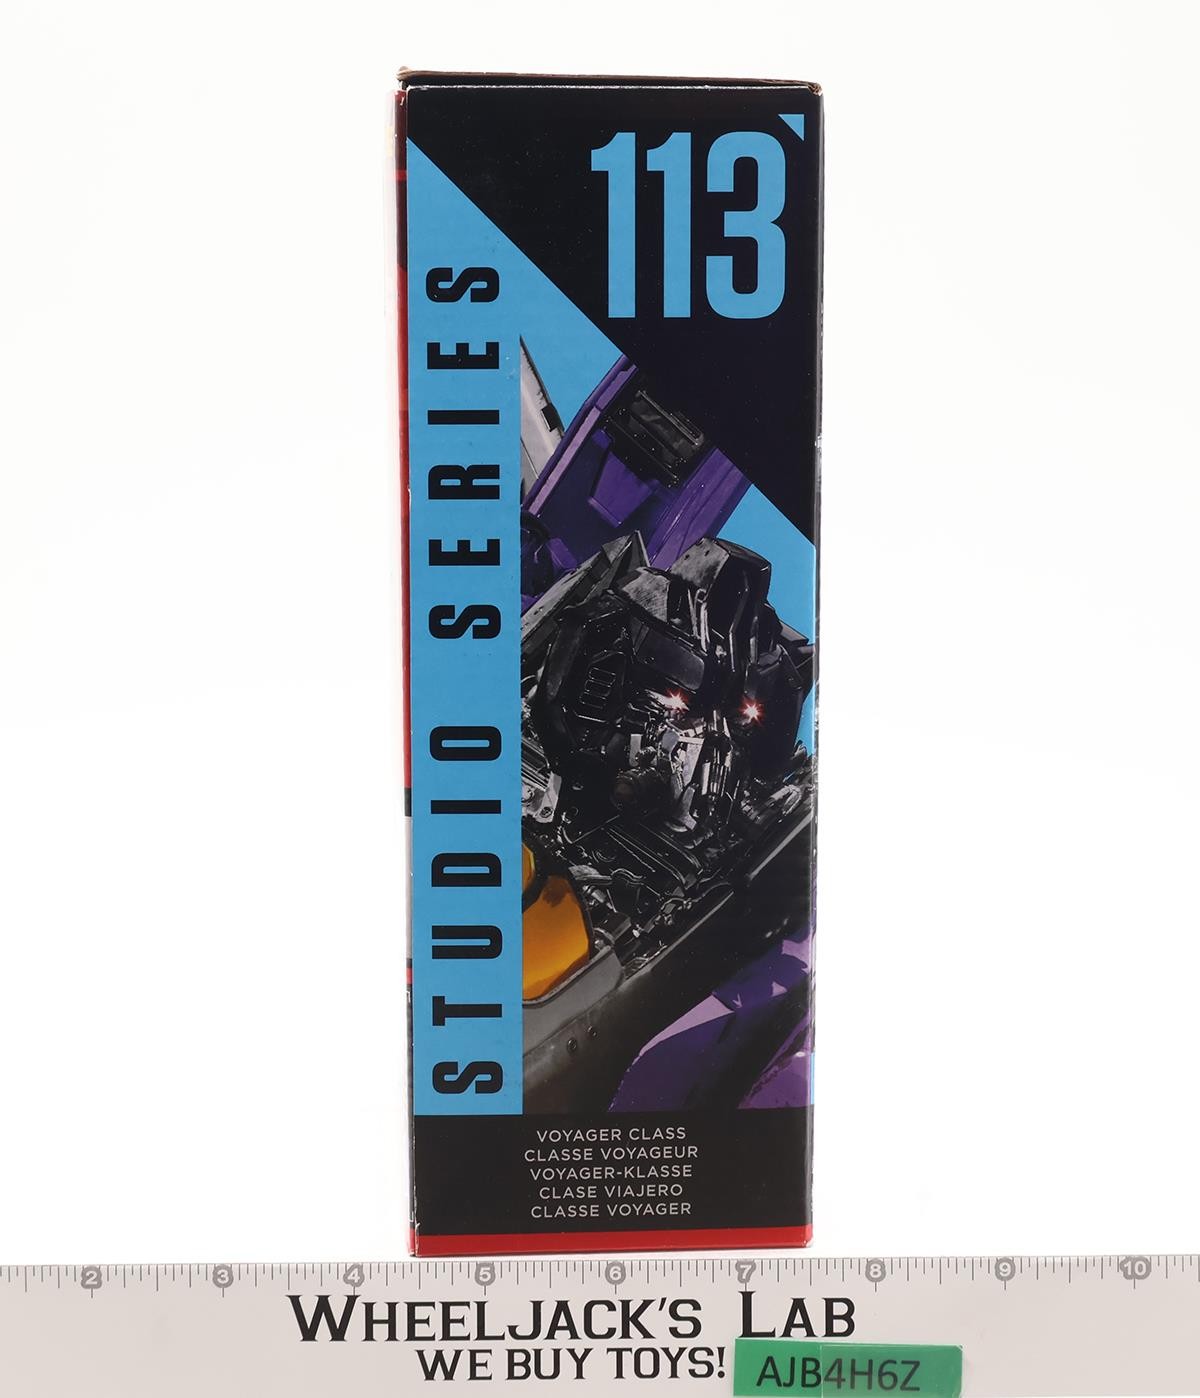 113
STUDIO SERIES
VOYAGER CLASS
CLASSE VOYAGEUR
VOYAGER-KLASSE
CLASE VIAJERO
CLASSE VOYAGER
2 3 4 5 6 7 8 9 10
WHEELJACK'S LAB
WE BUY TOYS!
AJB4H6Z